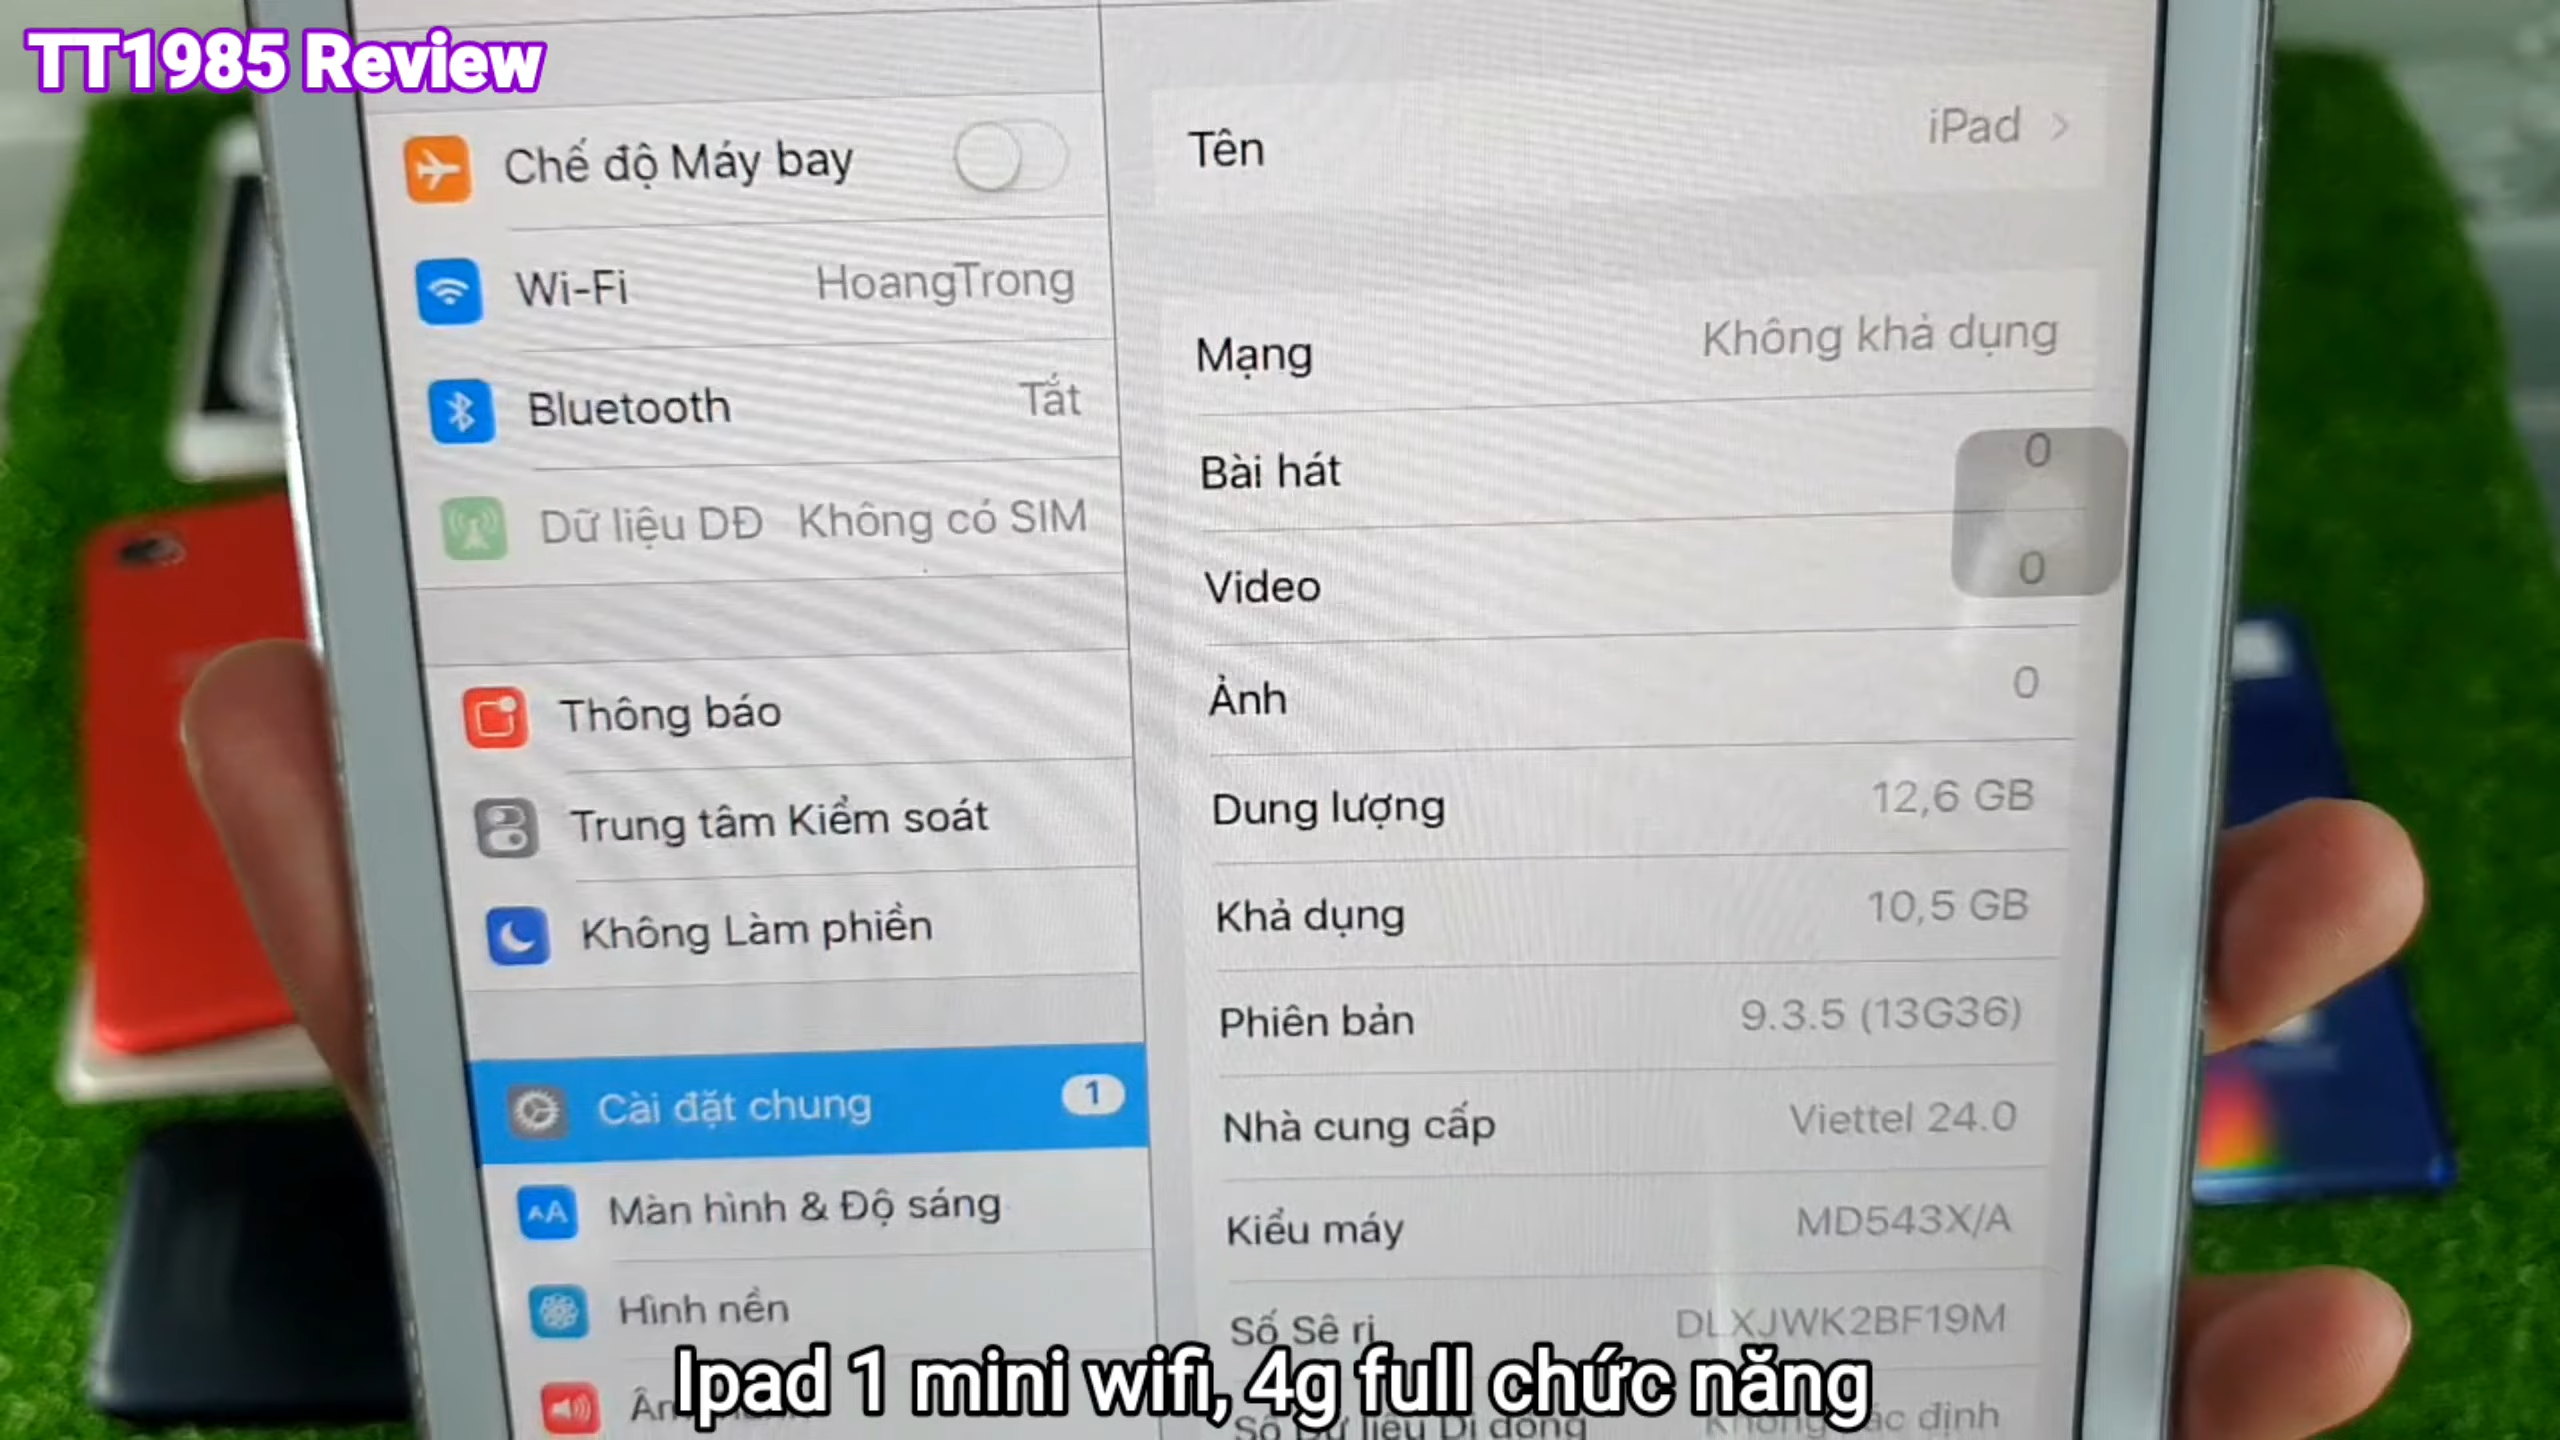 TT1985 Review
Chế độ Máy bay
Wi-Fi HoangTrong
Bluetooth Tắt
Dữ liệu DĐ Không có SIM
Thông báo
Trung tâm Kiểm soát
Không Làm phiền
Cài đặt chung 1
AA Màn hình & Độ sáng
Hình nền
Tên iPad
Mạng Không khả dụng
Bài hát 0
Video 0
Ảnh 0
Dung lượng 12,6 GB
Khả dụng 10,5 GB
Phiên bản 9.3.5 (13G36)
Nhà cung cấp Viettel 24.0
Kiểu máy MD543X/A
Số Sê ri DLXJWK2BF19M
Ipad 1 mini wifi, 4g full chức năng